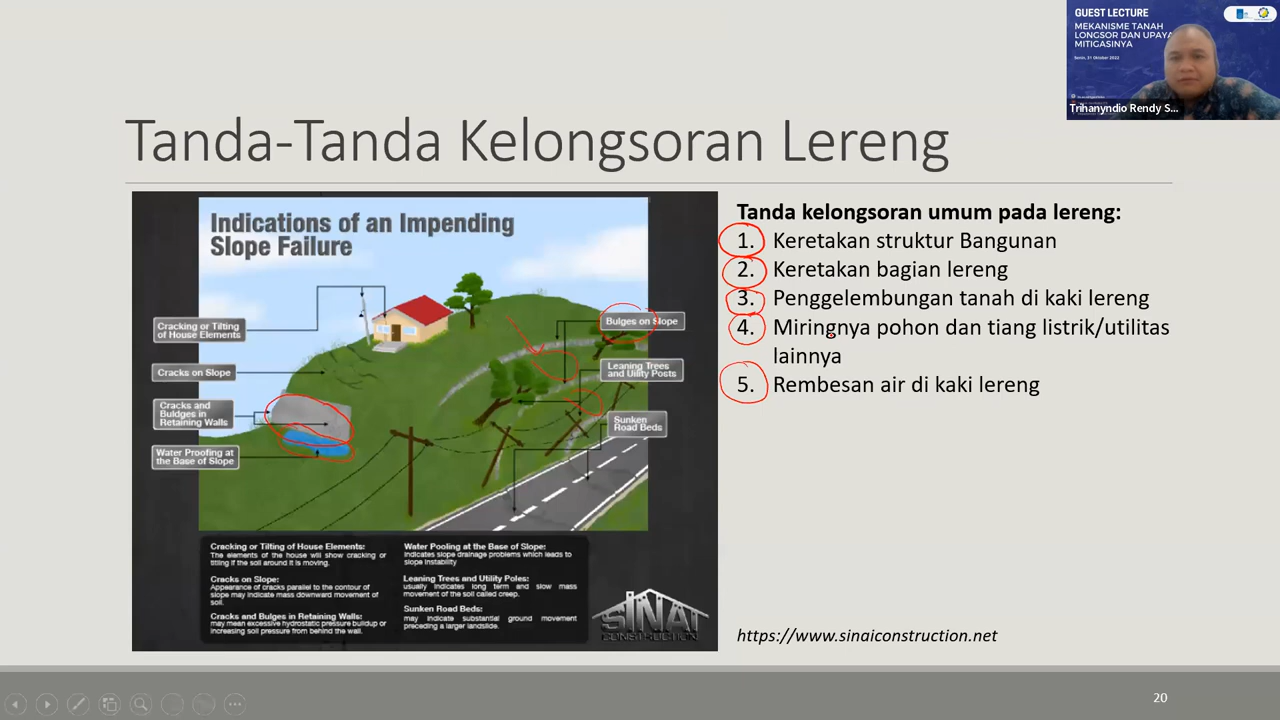 GUEST LECTURE
MEKANISME TANAH
LONGSOR DAN UPAYA
MITIGASINYA
Senin, 31 Oktober 2022
Trihanyndio Rendy S...
Tanda-Tanda Kelongsoran Lereng
Indications of an Impending
Slope Failure
Cracking or Tilting
of House Elements
Cracks on Slope
Cracks and
Buldges in
Retaining Walls
Water Proofing at
the Base of Slope
Bulges on Slope
Leaning Trees
and Uility Posts
Sunken
Road Beds
Cracking or Tilting of House Elements:
The elements of the house will show cracking or
titling if the soil around it is moving.
Cracks on Slope:
Appearance of cracks parallel to the contour of
slope may indicate mass downward movement of
soil.
Cracks and Bulges in Retaining Walls:
may mean excessive hydrostatic pressure buildup or
increasing soil pressure from behind the wall.
Water Pooling at the Base of Slope:
Indicates slope drainage problems which leads to
slope instability
Leaning Trees and Utility Poles:
usually indicates long term and slow mass
movement of the soil called creep.
Sunken Road Beds:
may indicate substantial ground movement
preceding a larger landslide.
SINAI
CONSTRUCTION
Tanda kelongsoran umum pada lereng:
1. Keretakan struktur Bangunan
2. Keretakan bagian lereng
3. Penggelembungan tanah di kaki lereng
4. Miringnya pohon dan tiang listrik/utilitas
lainnya
5. Rembesan air di kaki lereng
https://www.sinaiconstruction.net
20